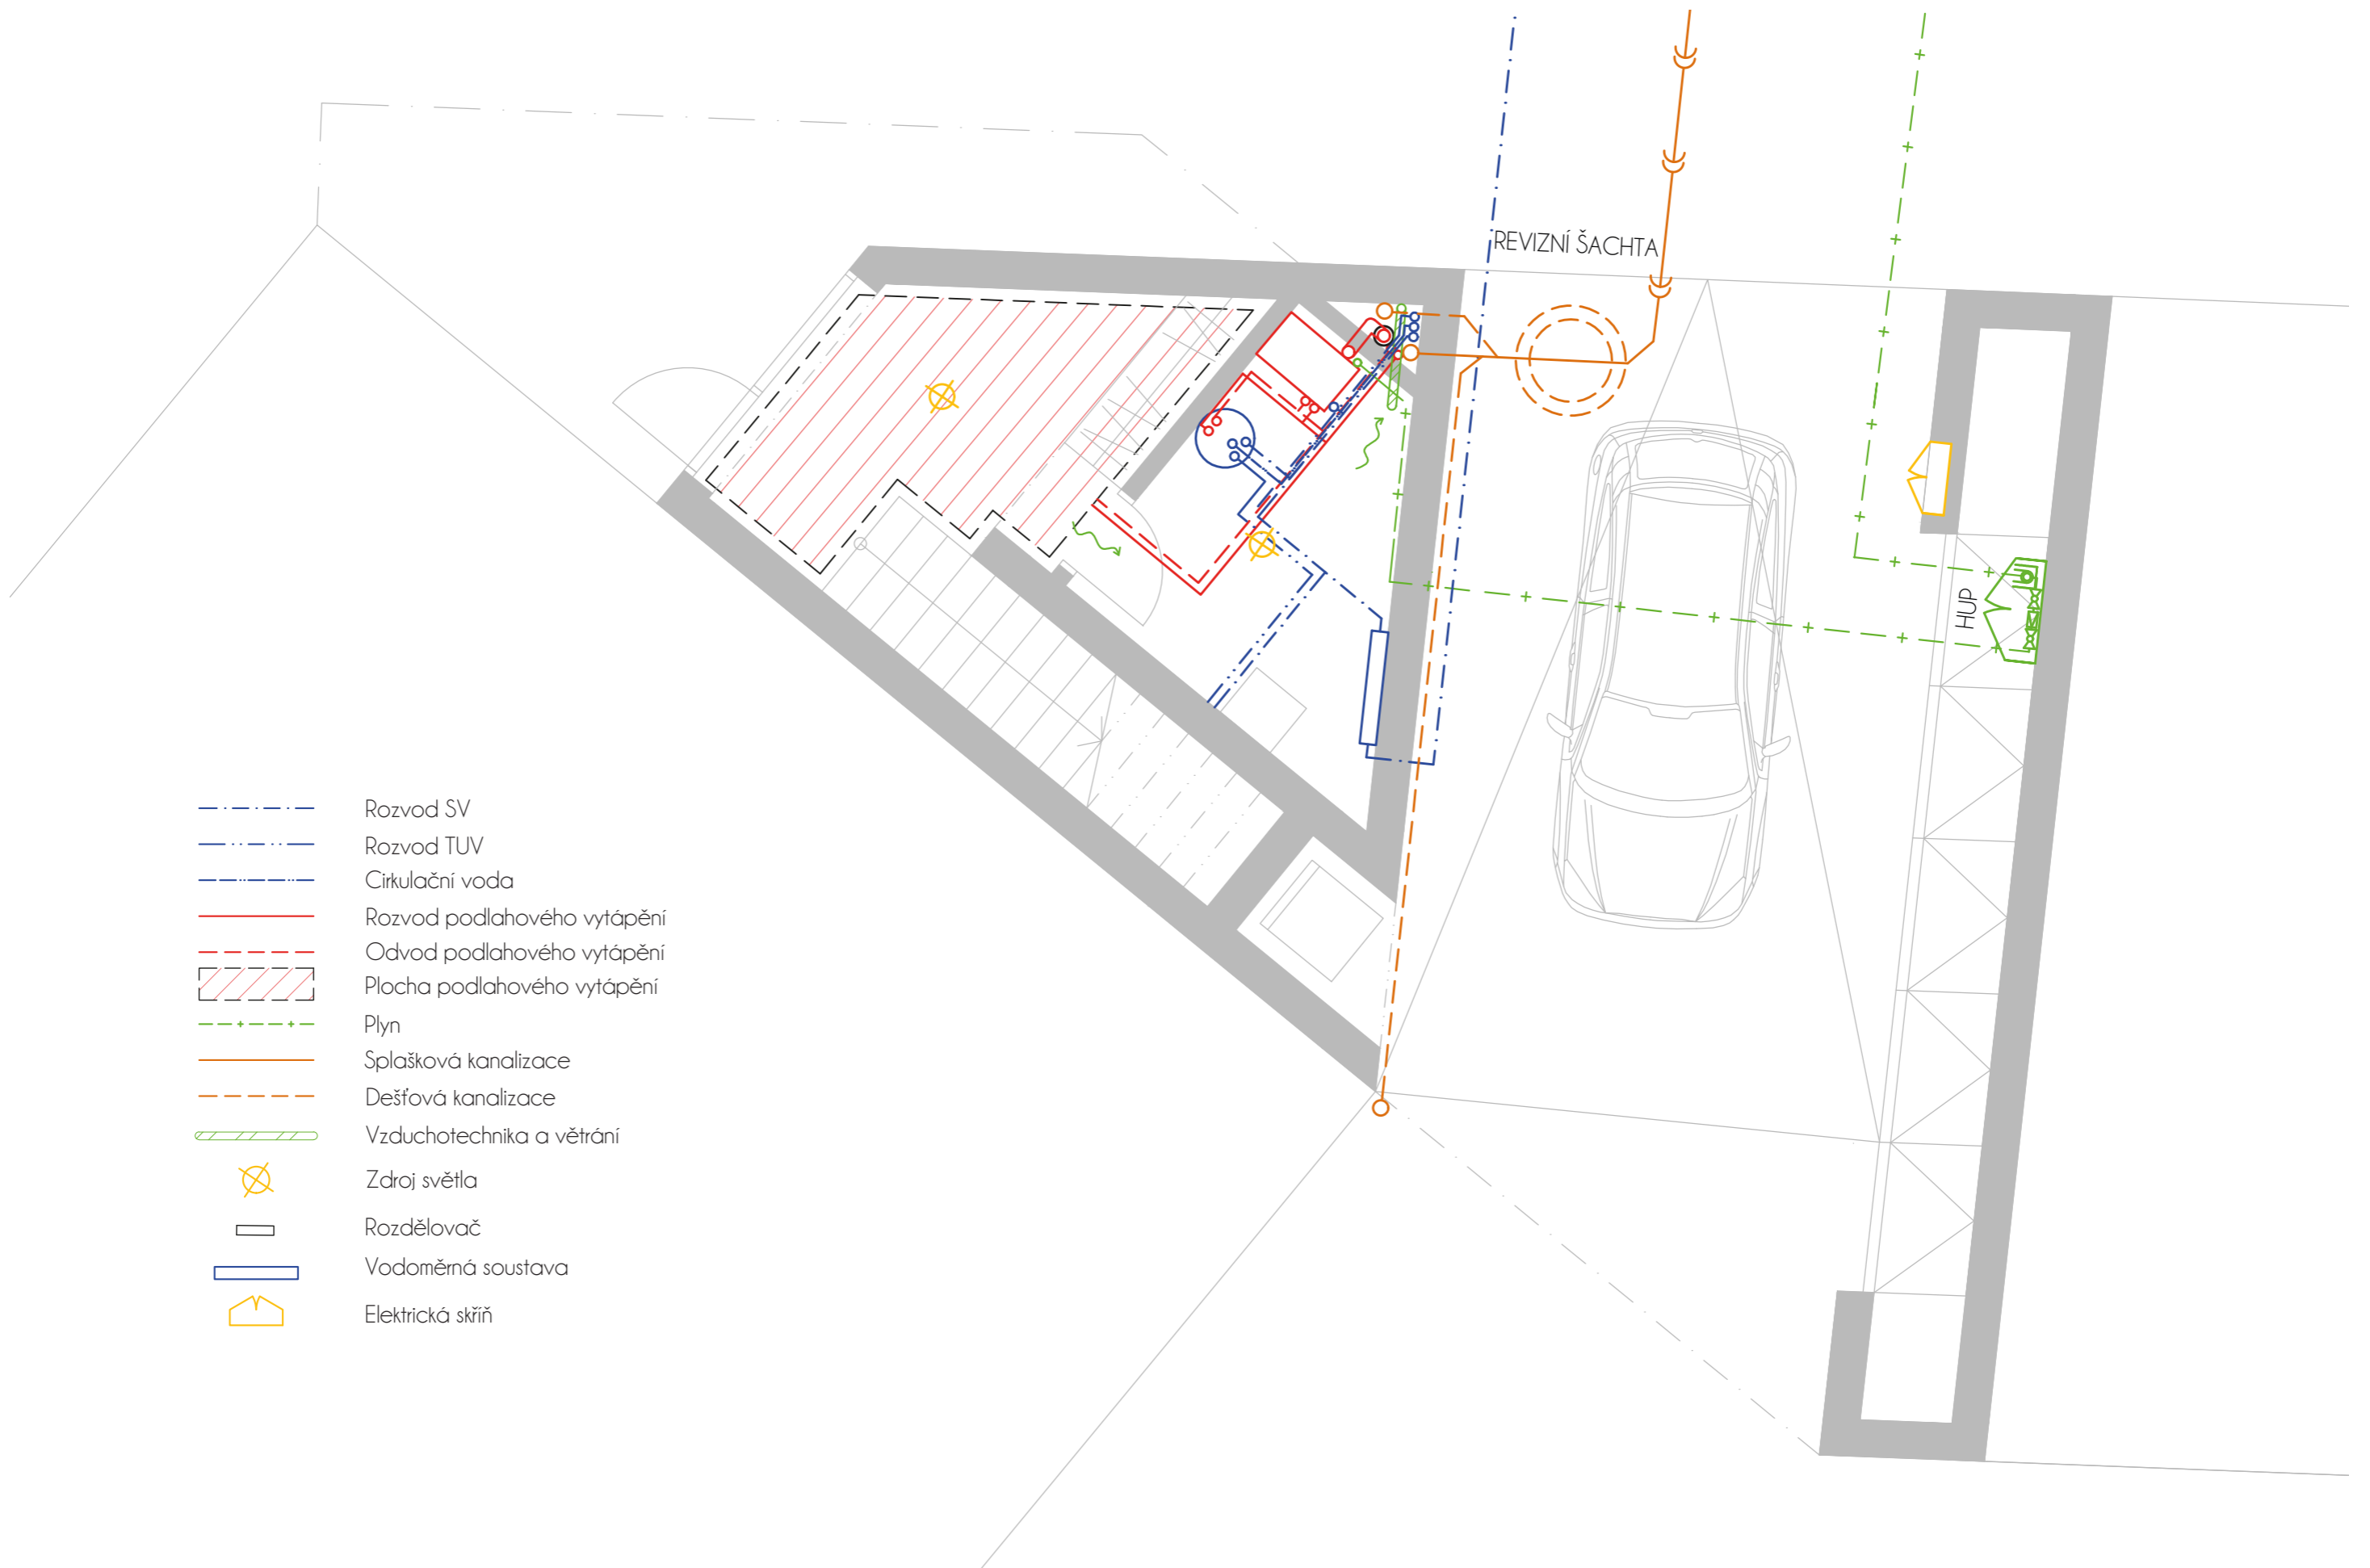 REVIZNÍ ŠACHTA
HUP
Rozvod SV
Rozvod TUV
Cirkulační voda
Rozvod podlahového vytápění
Odvod podlahového vytápění
Plocha podlahového vytápění
Plyn
Splašková kanalizace
Dešťová kanalizace
Vzduchotechnika a větrání
Zdroj světla
Rozdělovač
Vodoměrná soustava
Elektrická skříň